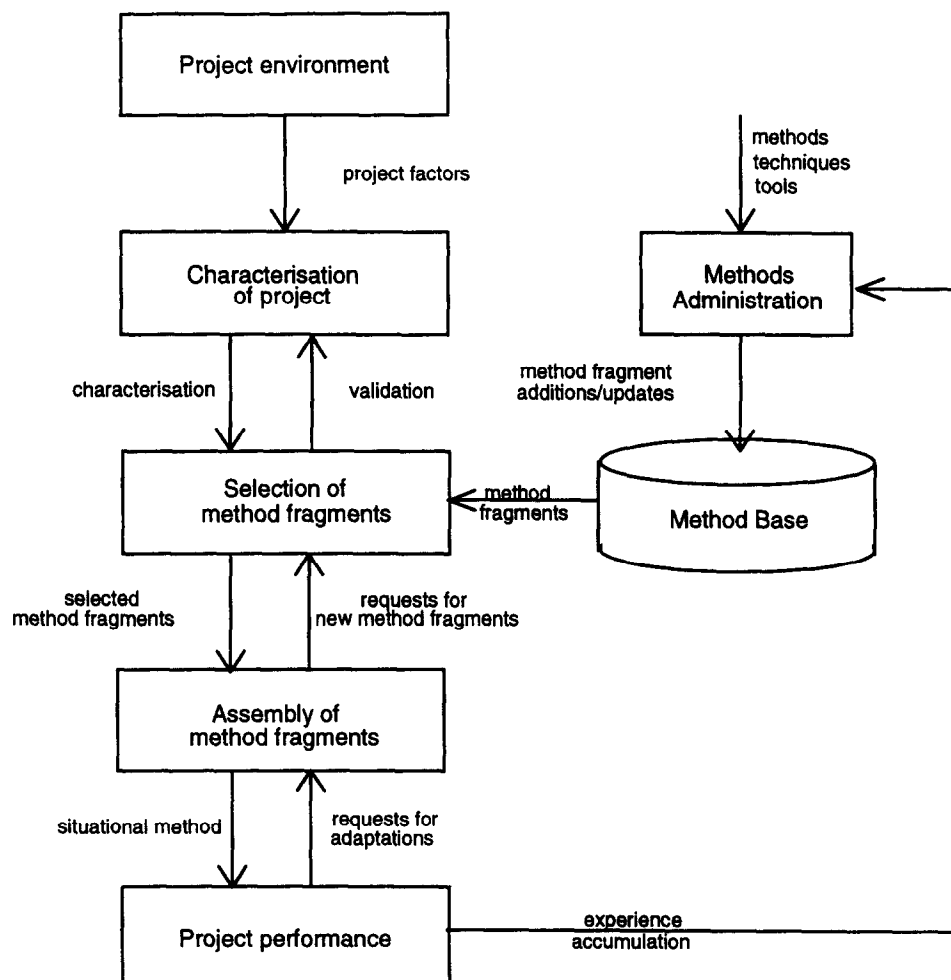 Project environment
project factors
methods
techniques
tools
Characterisation
of project
Methods
Administration
characterisation
validation
method fragment
additions/updates
Selection of
method fragments
method
fragments
Method Base
selected
method fragments
requests for
new method fragments
Assembly of
method fragments
situational method
requests for
adaptations
Project performance
experience
accumulation